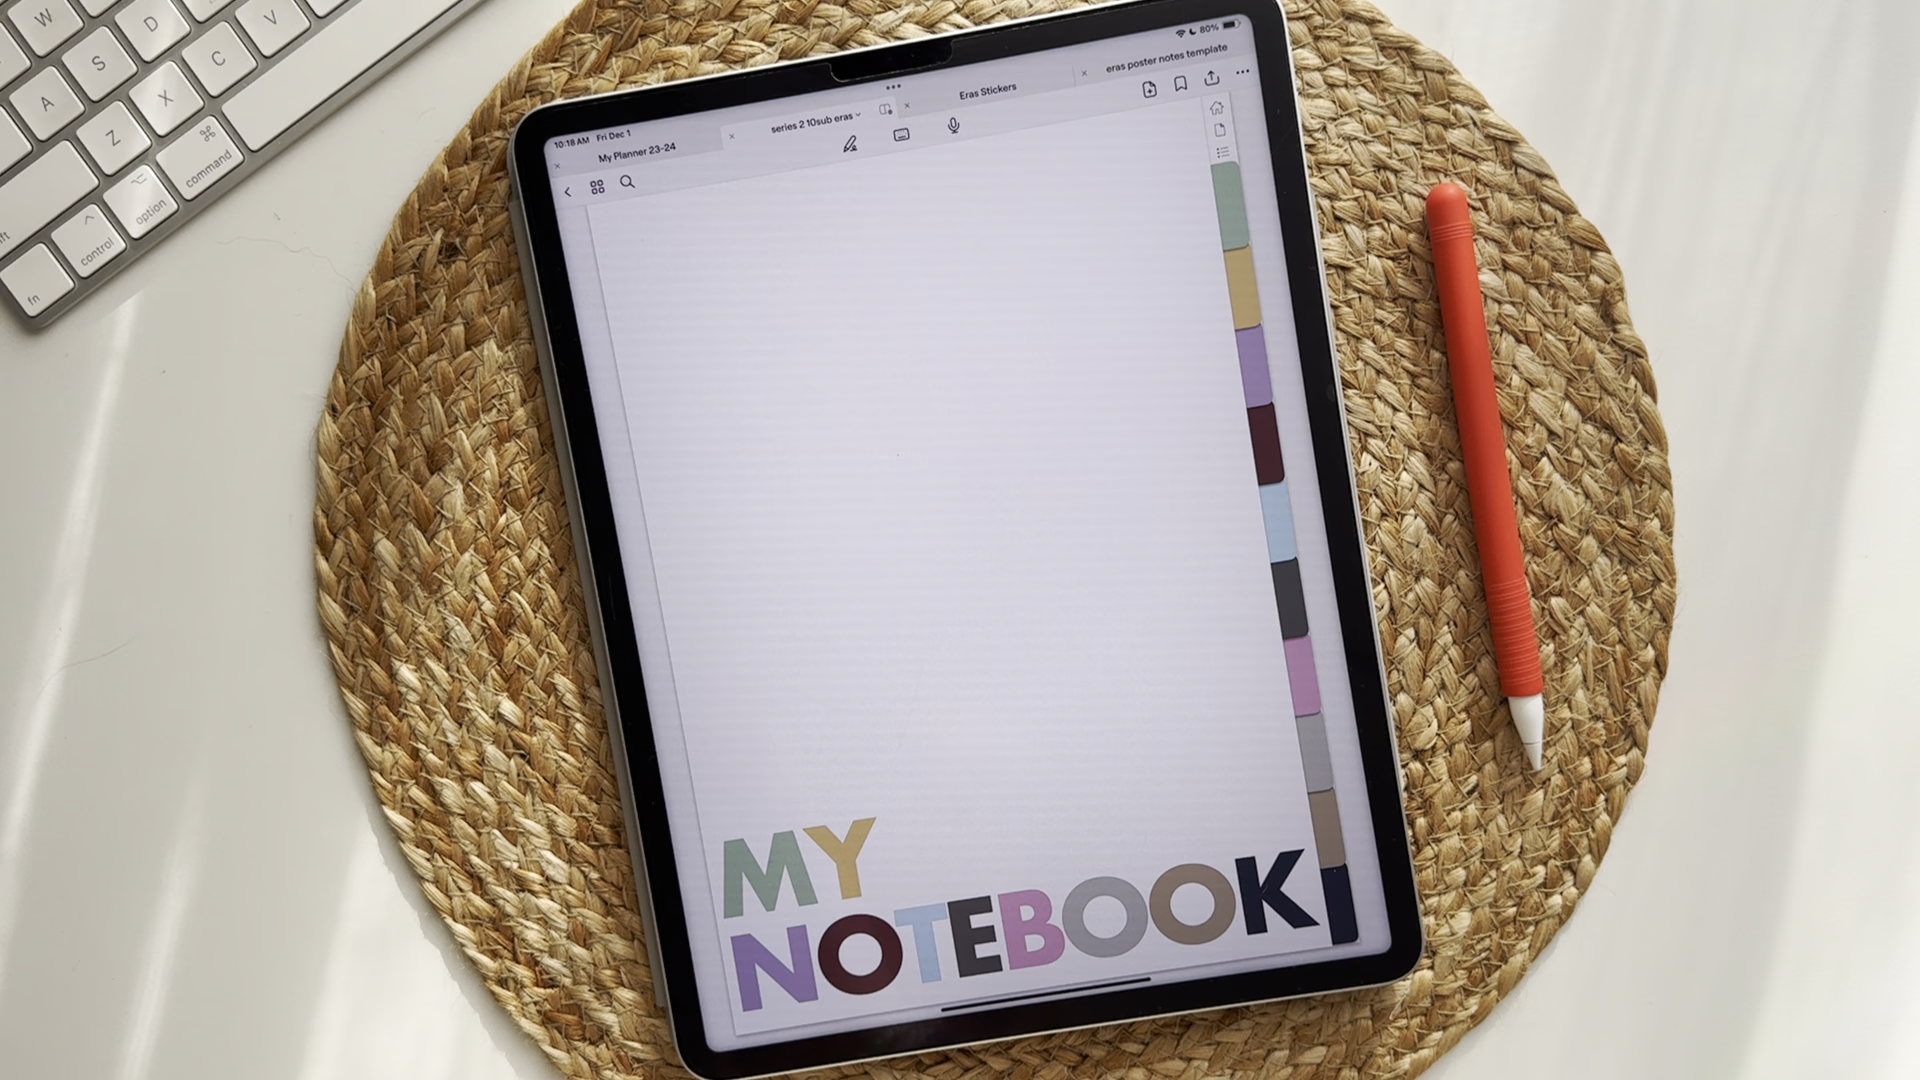 W
D
V
A
S
C
X
Z
⌘
command
⌥
option
^
control
fn
10:18 AM Fri Dec 1
80%
My Planner 23-24
series 2 10sub eras
Eras Stickers
eras poster notes template
MY
NOTEBOOK